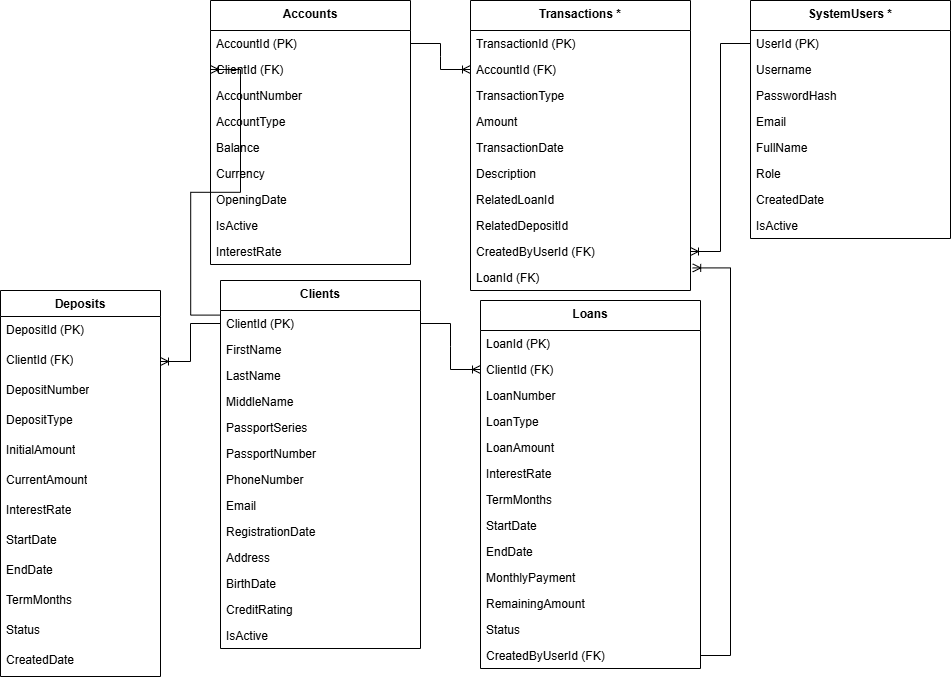 Accounts
AccountId (PK)
ClientId (FK)
AccountNumber
AccountType
Balance
Currency
OpeningDate
IsActive
InterestRate
Transactions *
TransactionId (PK)
AccountId (FK)
TransactionType
Amount
TransactionDate
Description
RelatedLoanId
RelatedDepositId
CreatedByUserId (FK)
LoanId (FK)
SystemUsers *
UserId (PK)
Username
PasswordHash
Email
FullName
Role
CreatedDate
IsActive
Deposits
DepositId (PK)
ClientId (FK)
DepositNumber
DepositType
InitialAmount
CurrentAmount
InterestRate
StartDate
EndDate
TermMonths
Status
CreatedDate
Clients
ClientId (PK)
FirstName
LastName
MiddleName
PassportSeries
PassportNumber
PhoneNumber
Email
RegistrationDate
Address
BirthDate
CreditRating
IsActive
Loans
LoanId (PK)
ClientId (FK)
LoanNumber
LoanType
LoanAmount
InterestRate
TermMonths
StartDate
EndDate
MonthlyPayment
RemainingAmount
Status
CreatedByUserId (FK)